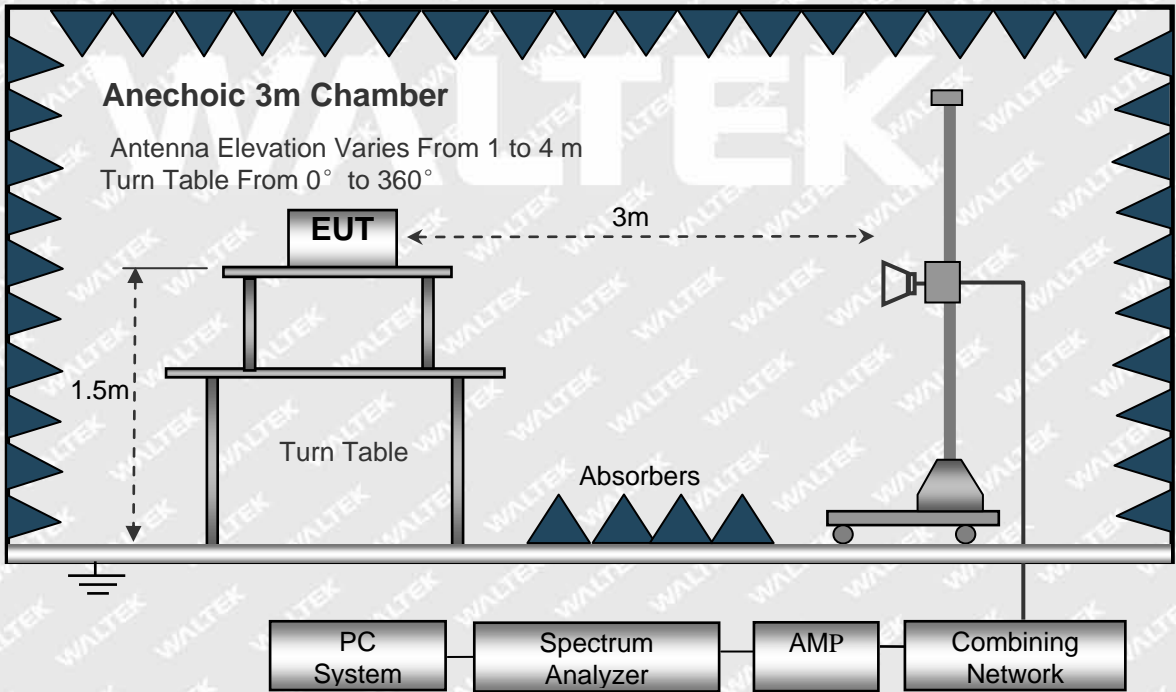 WALTEK
Anechoic 3m Chamber
Antenna Elevation Varies From 1 to 4 m
Turn Table From 0° to 360°
EUT
3m
1.5m
Turn Table
Absorbers
PC
System
Spectrum
Analyzer
AMP
Combining
Network